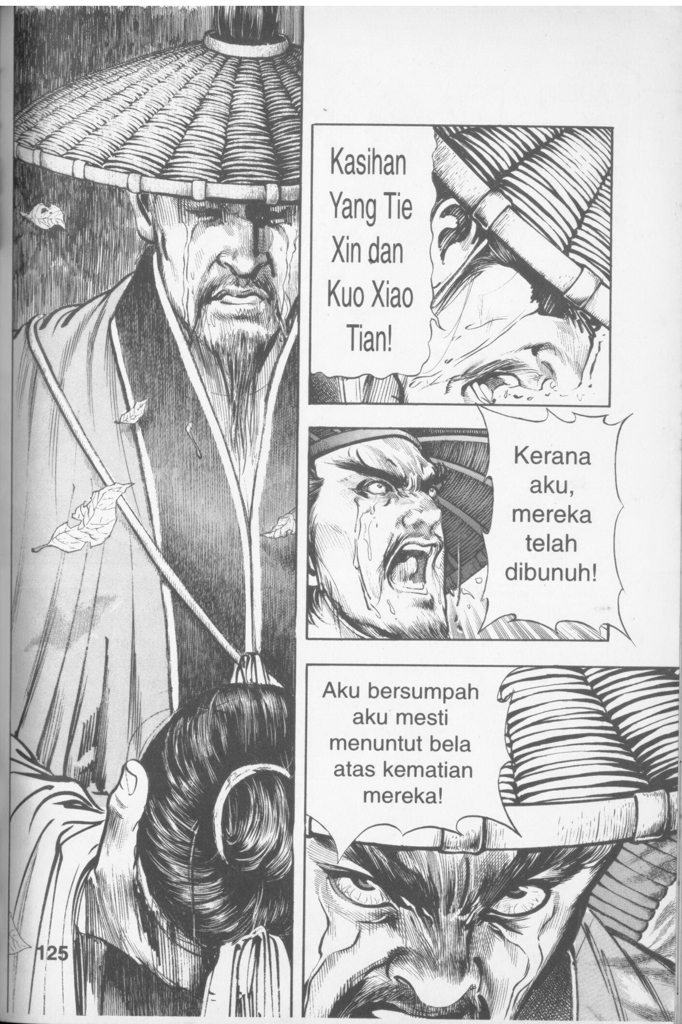 Kasihan
Yang Tie
Xin dan
Kuo Xiao
Tian!
Kerana
aku,
mereka
telah
dibunuh!
Aku bersumpah
aku mesti
menuntut bela
atas kematian
mereka!
125